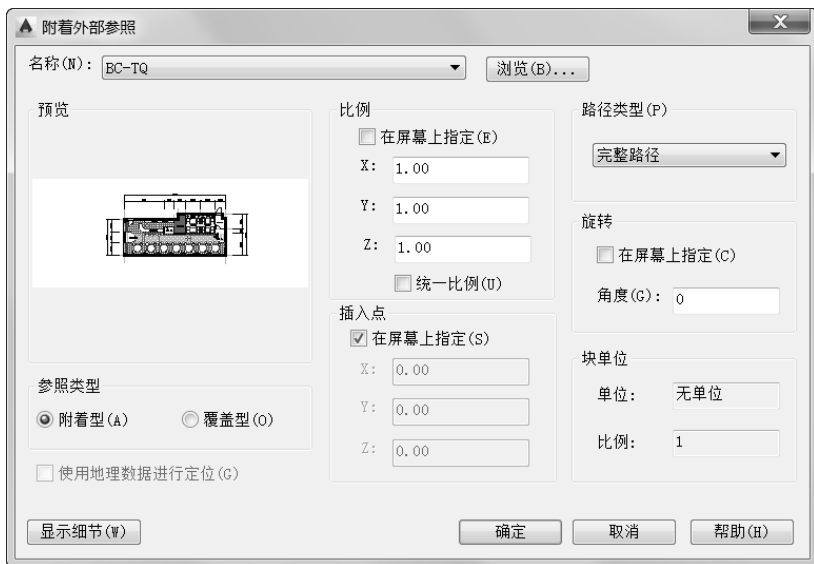 附着外部参照
名称(N): BC-TQ 浏览(B)...
预览
参照类型
附着型(A) 覆盖型(O)
使用地理数据进行定位(G)
比例
在屏幕上指定(E)
X: 1.00
Y: 1.00
Z: 1.00
统一比例(U)
插入点
在屏幕上指定(S)
X: 0.00
Y: 0.00
Z: 0.00
路径类型(P)
完整路径
旋转
在屏幕上指定(C)
角度(G): 0
块单位
单位: 无单位
比例: 1
显示细节(W) 确定 取消 帮助(H)